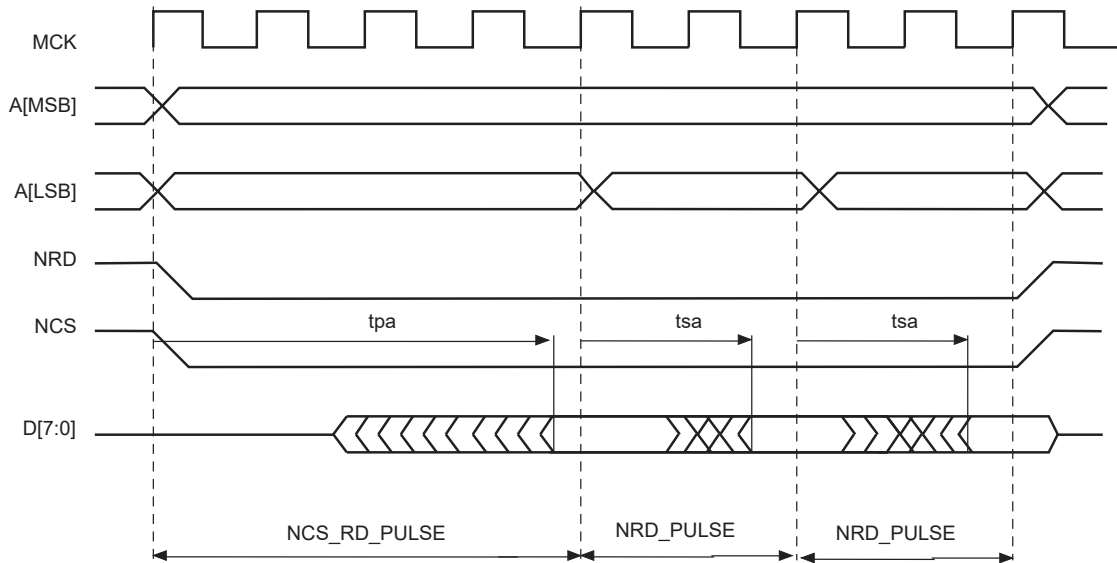 MCK
A[MSB]
A[LSB]
NRD
NCS
tpa
tsa
tsa
D[7:0]
NCS_RD_PULSE
NRD_PULSE
NRD_PULSE